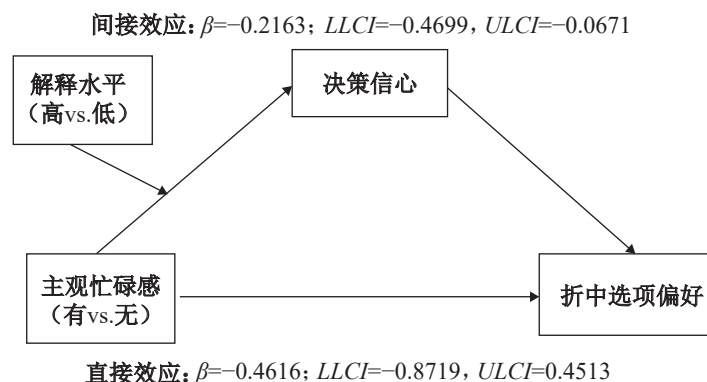 间接效应：β=−0.2163；LLCI=−0.4699，ULCI=−0.0671
解释水平
（高vs.低）
决策信心
主观忙碌感
（有vs.无）
折中选项偏好
直接效应：β=−0.4616；LLCI=−0.8719，ULCI=0.4513